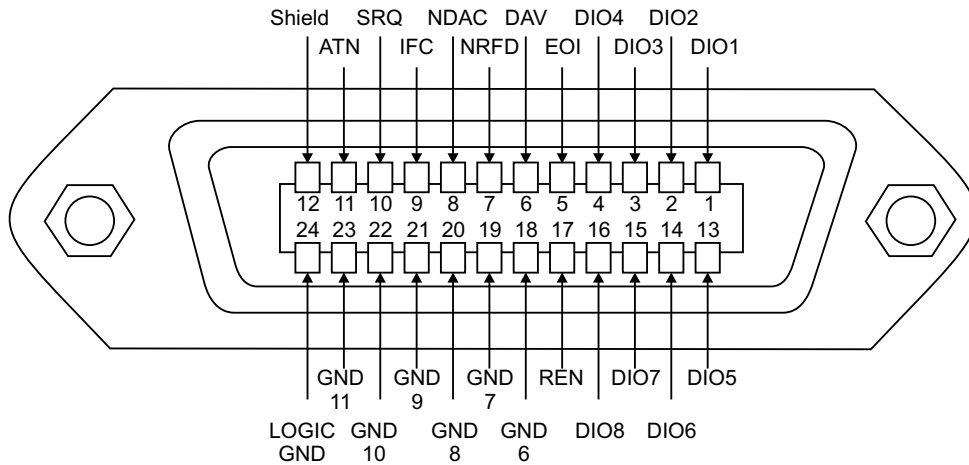 Shield SRQ NDAC DAV DIO4 DIO2
ATN IFC NRFD EOI DIO3 DIO1
12 11 10 9 8 7 6 5 4 3 2 1
24 23 22 21 20 19 18 17 16 15 14 13
GND 11 GND 9 GND 7 REN DIO7 DIO5
LOGIC GND GND 10 GND 8 GND 6 DIO8 DIO6